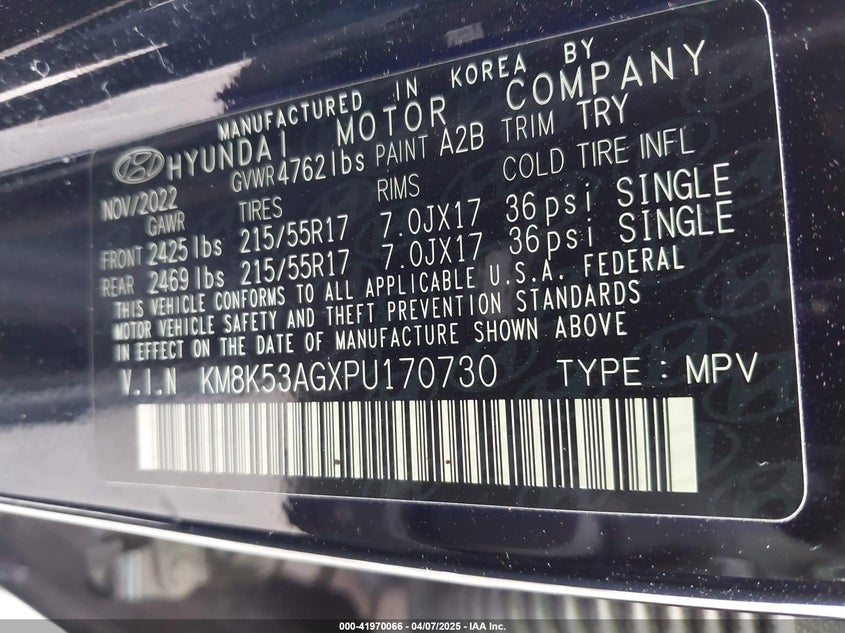 MANUFACTURED IN KOREA BY
HYUNDAI MOTOR COMPANY
NOV/2022 GVWR 4762lbs PAINT A2B TRIM TRY
GAWR TIRES RIMS COLD TIRE INFL
FRONT 2425 lbs 215/55R17 7.0JX17 36psi SINGLE
REAR 2469 lbs 215/55R17 7.0JX17 36psi SINGLE
THIS VEHICLE CONFORMS TO ALL APPLICABLE U.S.A. FEDERAL
MOTOR VEHICLE SAFETY AND THEFT PREVENTION STANDARDS
IN EFFECT ON THE DATE OF MANUFACTURE SHOWN ABOVE
V.I.N KM8K53AGXPU170730 TYPE : MPV
000-41970066 - 04/07/2025 - IAA Inc.